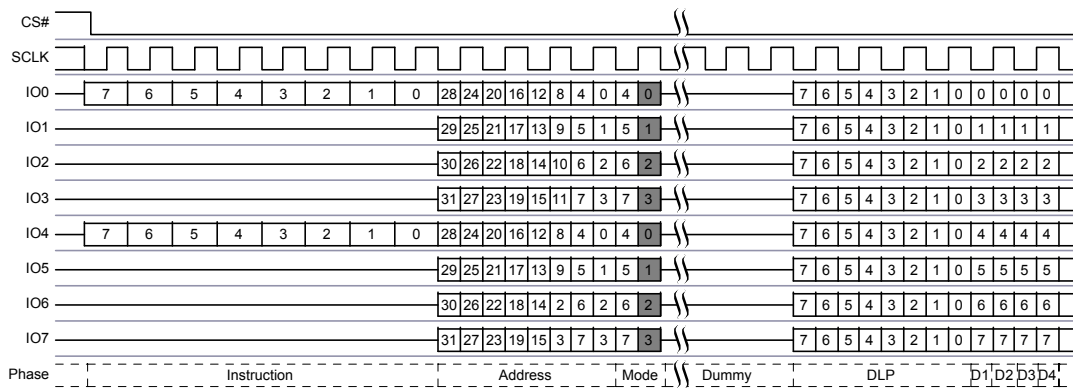 CS#
SCLK
IO0 7 6 5 4 3 2 1 0 28 24 20 16 12 8 4 0 4 0 7 6 5 4 3 2 1 0 0 0 0 0
IO1 29 25 21 17 13 9 5 1 5 1 7 6 5 4 3 2 1 0 1 1 1 1
IO2 30 26 22 18 14 10 6 2 6 2 7 6 5 4 3 2 1 0 2 2 2 2
IO3 31 27 23 19 15 11 7 3 7 3 7 6 5 4 3 2 1 0 3 3 3 3
IO4 7 6 5 4 3 2 1 0 28 24 20 16 12 8 4 0 4 0 7 6 5 4 3 2 1 0 4 4 4 4
IO5 29 25 21 17 13 9 5 1 5 1 7 6 5 4 3 2 1 0 5 5 5 5
IO6 30 26 22 18 14 2 6 2 6 2 7 6 5 4 3 2 1 0 6 6 6 6
IO7 31 27 23 19 15 3 7 3 7 3 7 6 5 4 3 2 1 0 7 7 7 7
Phase Instruction Address Mode Dummy DLP D1 D2 D3 D4